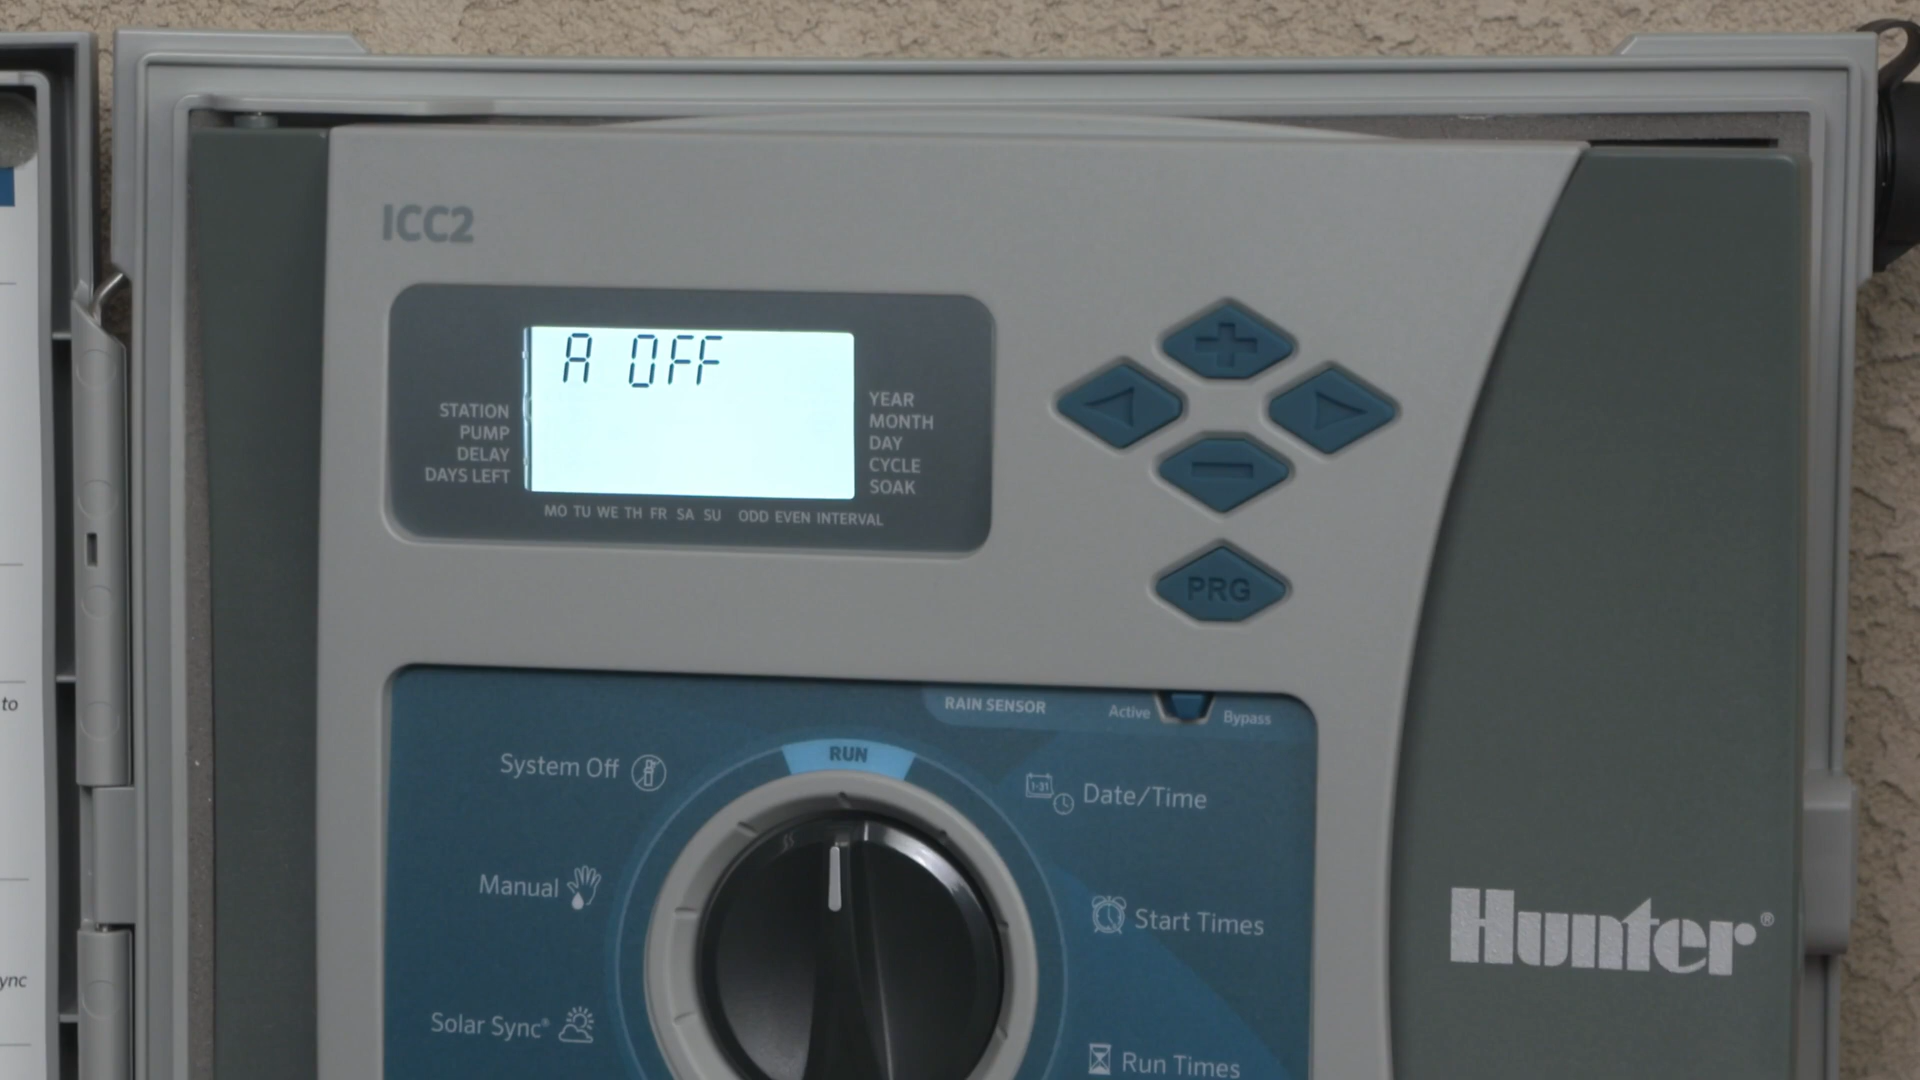 ICC2
A OFF
STATION
PUMP
DELAY
DAYS LEFT
YEAR
MONTH
DAY
CYCLE
SOAK
MO TU WE TH FR SA SU ODD EVEN INTERVAL
PRG
RAIN SENSOR
Active
Bypass
RUN
System Off
1-31
Date/Time
Manual
Start Times
Hunter®
Solar Sync®
Run Times
to
ync